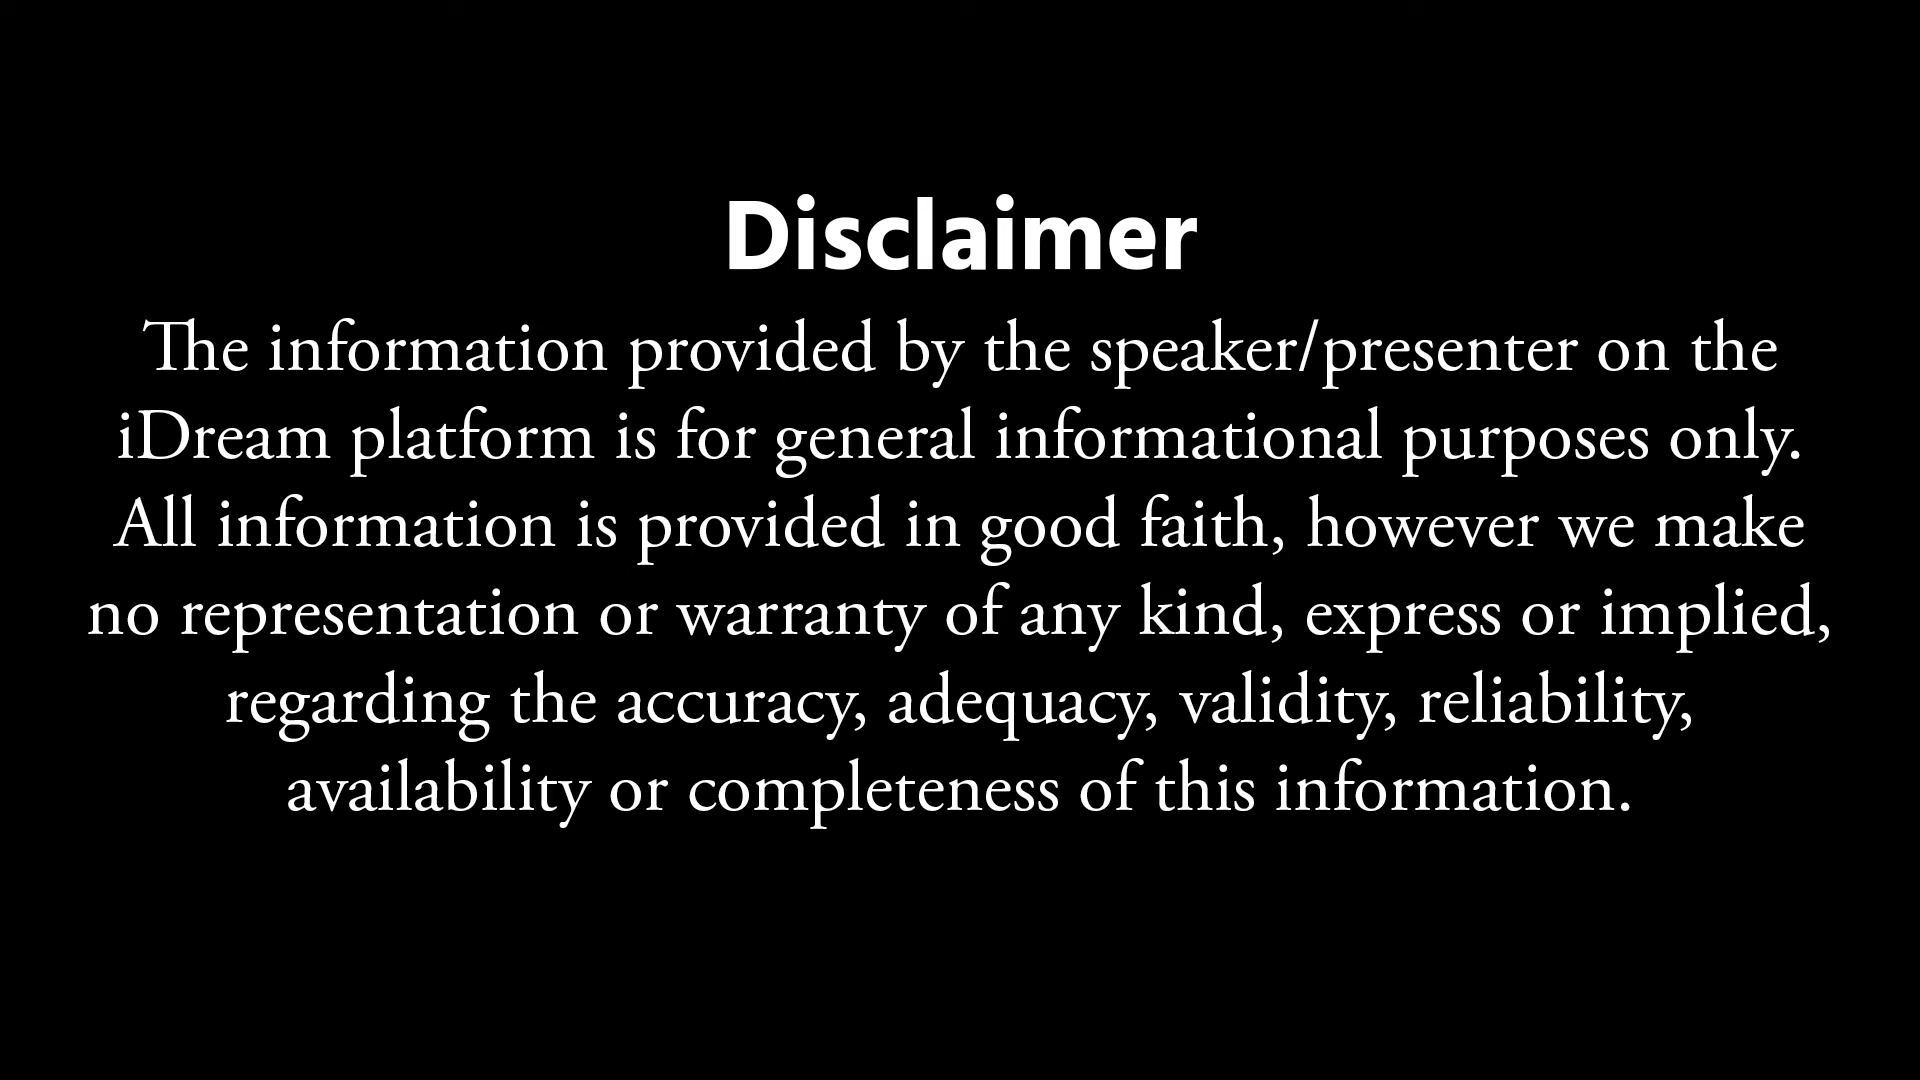 Disclaimer
The information provided by the speaker/presenter on the
iDream platform is for general informational purposes only.
All information is provided in good faith, however we make
no representation or warranty of any kind, express or implied,
regarding the accuracy, adequacy, validity, reliability,
availability or completeness of this information.